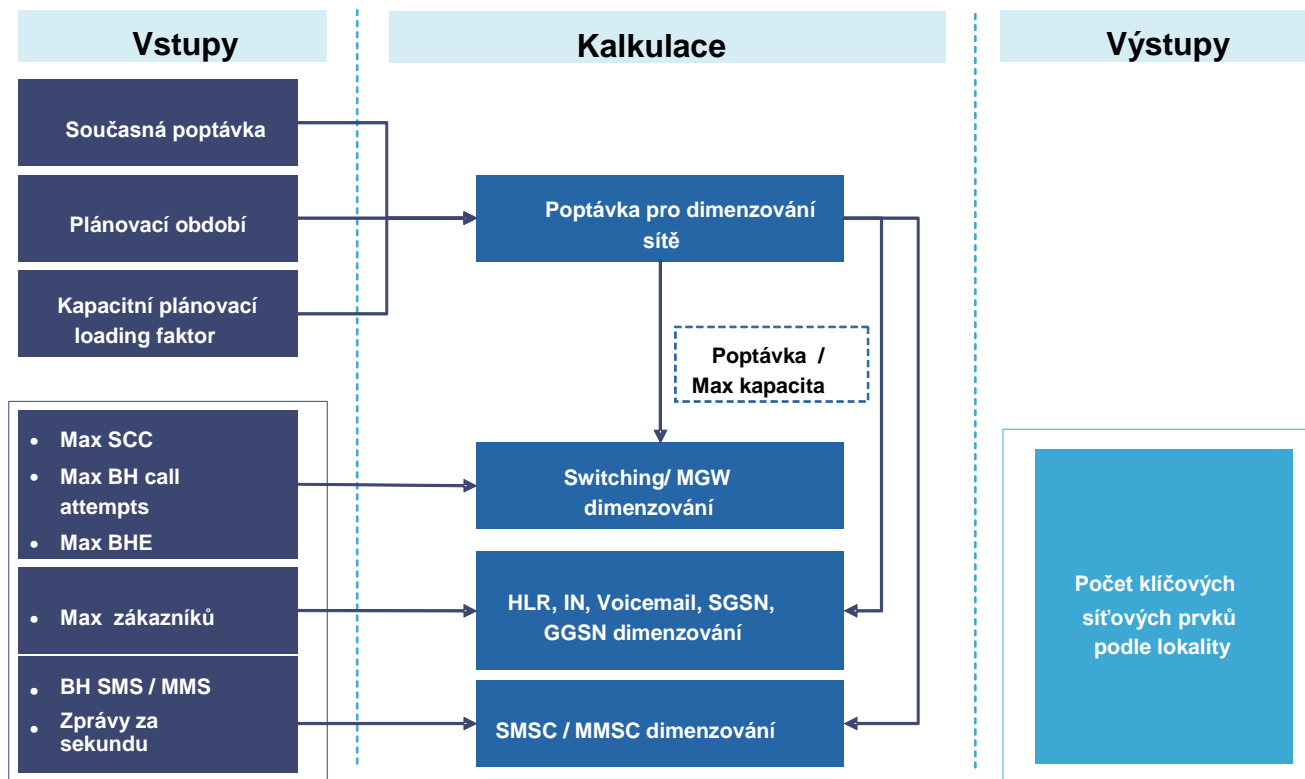 Vstupy
Kalkulace
Výstupy
Současná poptávka
Plánovací období
Kapacitní plánovací
loading faktor
Poptávka pro dimenzování
sítě
Poptávka /
Max kapacita
• Max SCC
• Max BH call
attempts
• Max BHE
Switching/ MGW
dimenzování
• Max zákazníků
HLR, IN, Voicemail, SGSN,
GGSN dimenzování
• BH SMS / MMS
• Zprávy za
sekundu
SMSC / MMSC dimenzování
Počet klíčových
síťových prvků
podle lokality